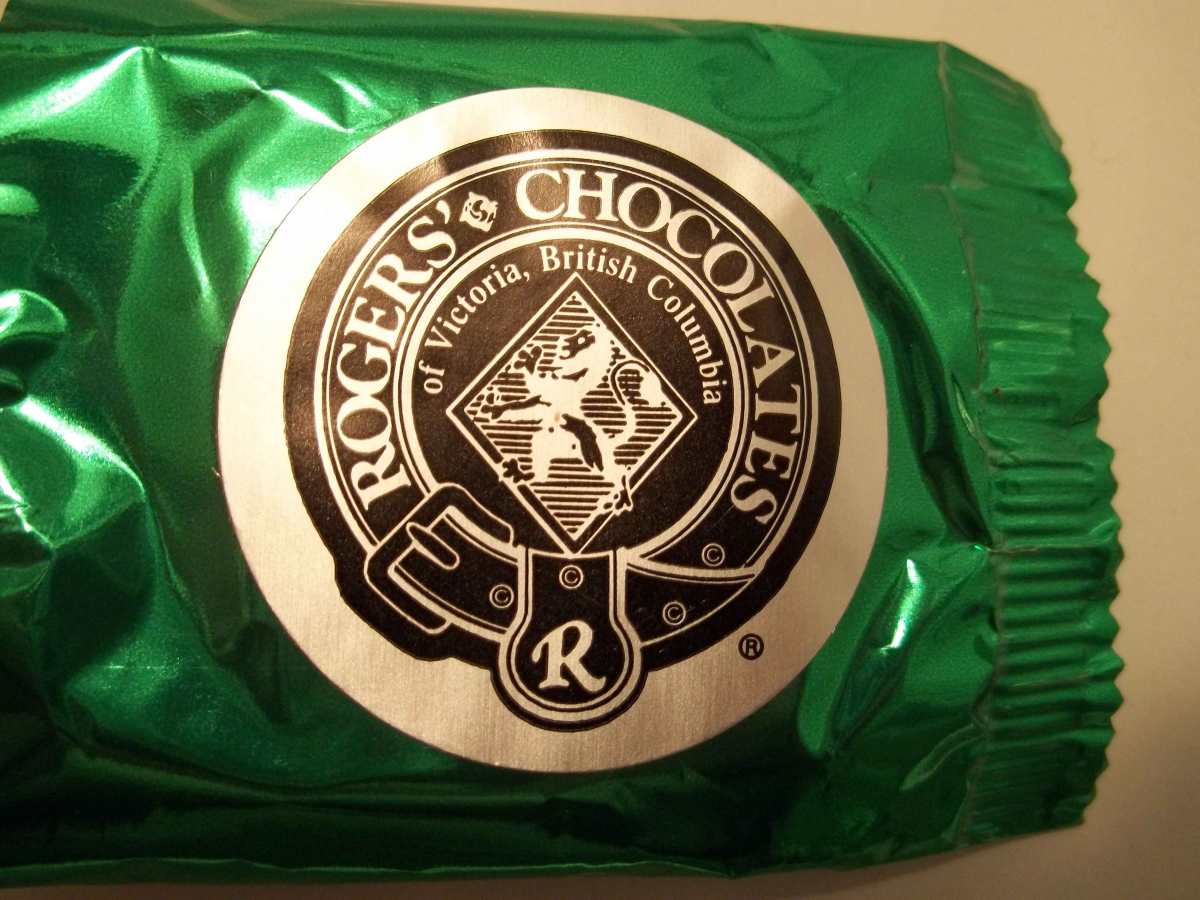 ROGERS' CHOCOLATES
of Victoria, British Columbia
©
©
© ©
R
®